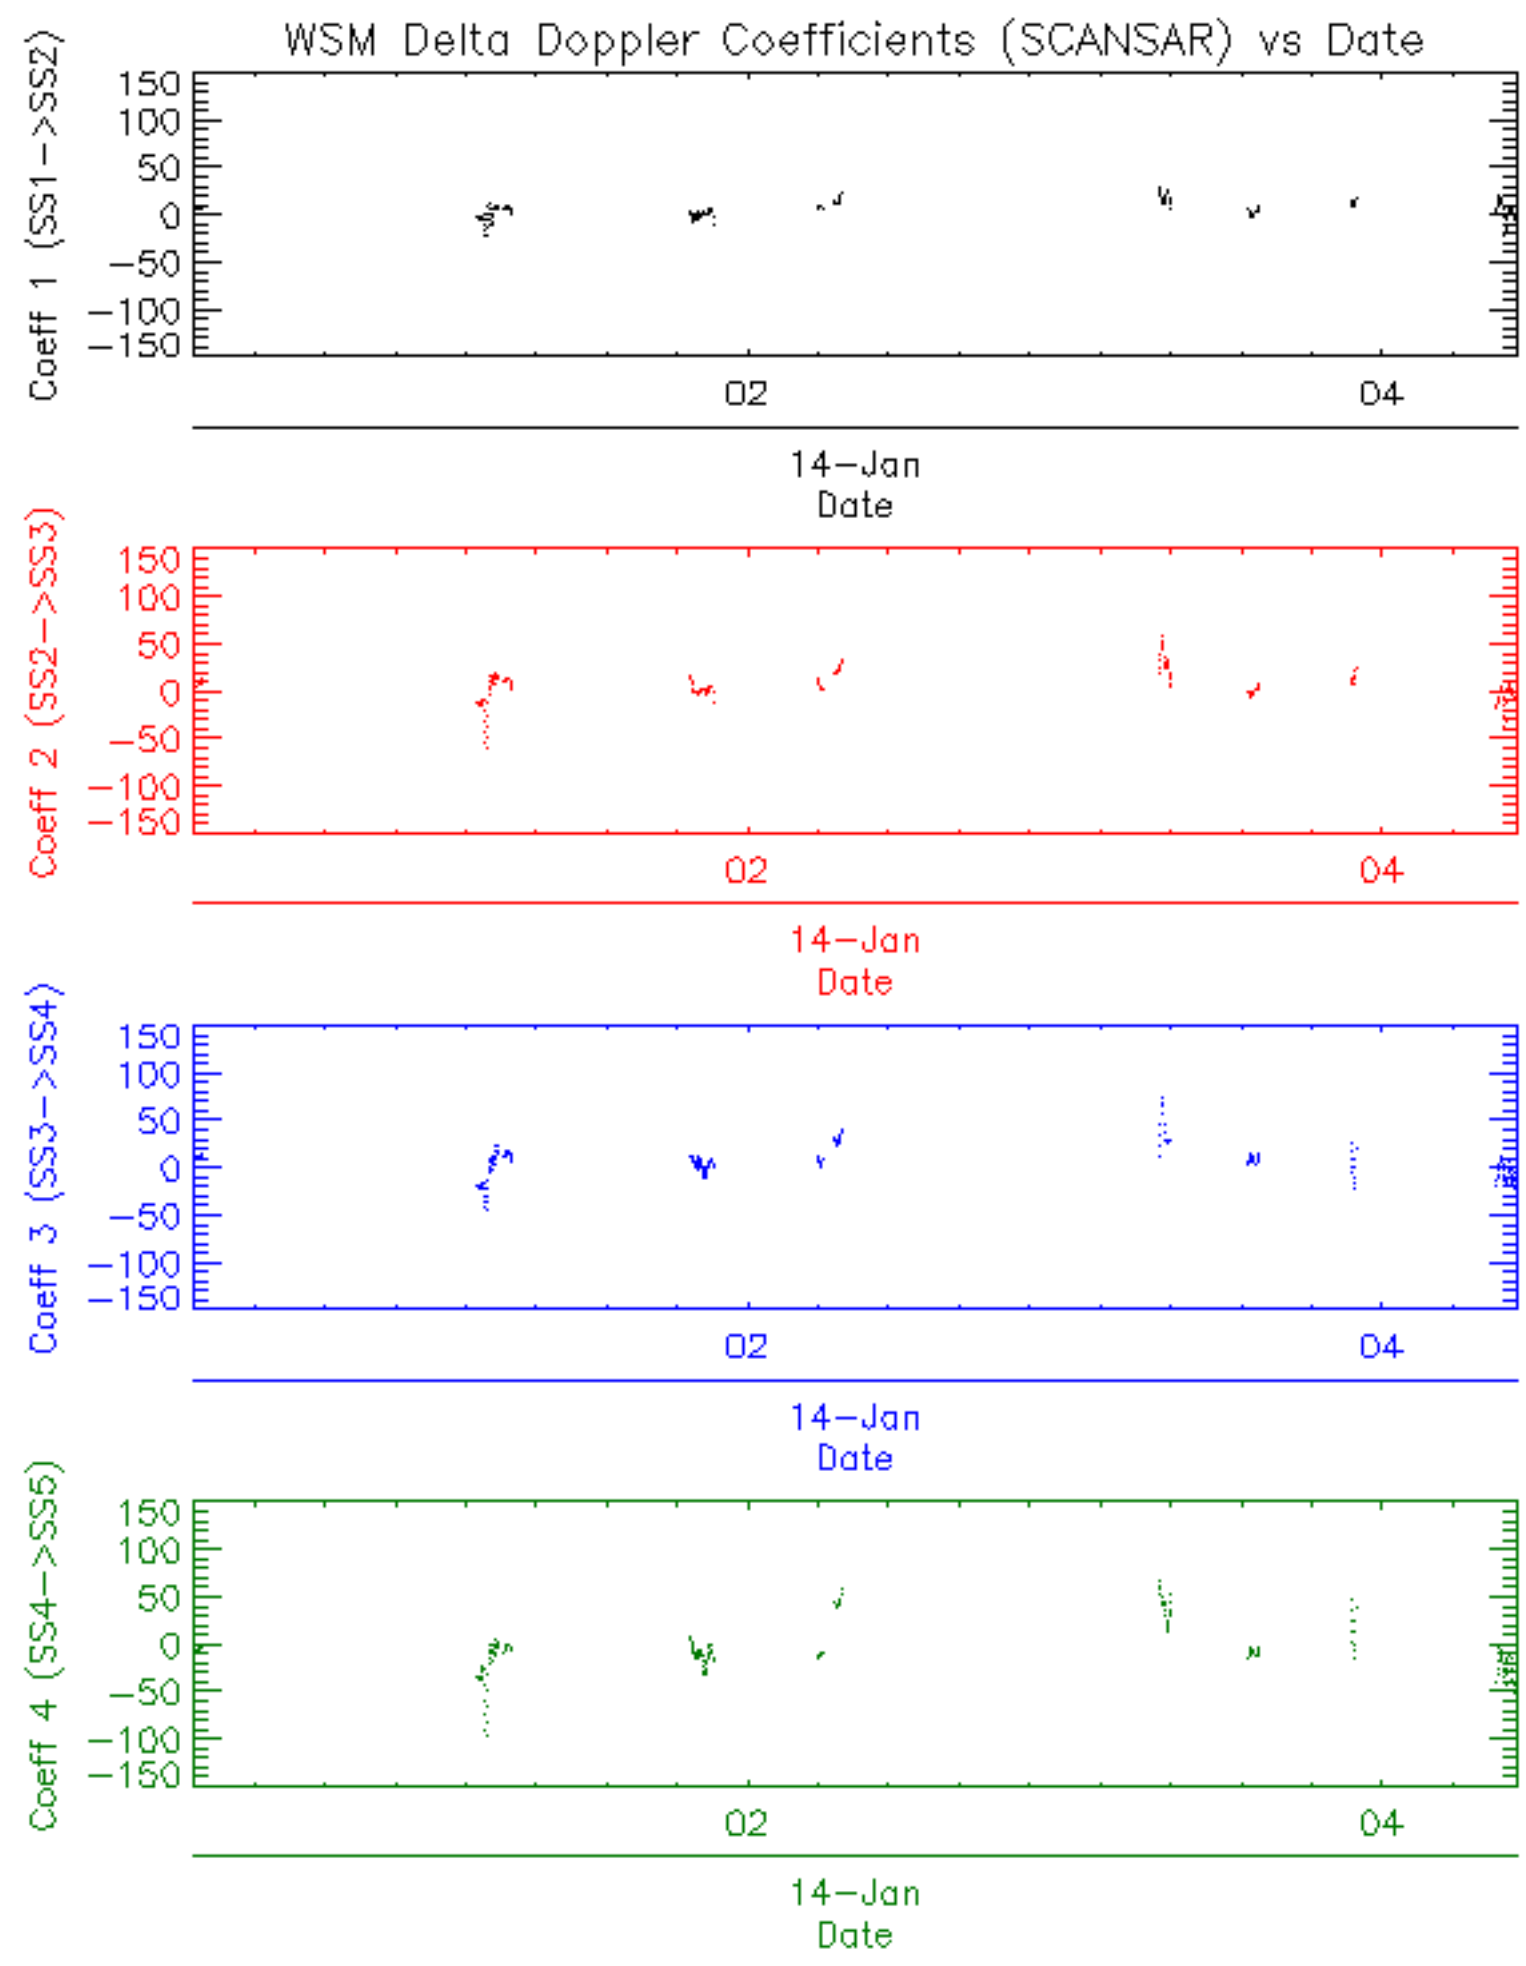 WSM Delta Doppler Coefficients (SCANSAR) vs Date
Coeff 1 (SS1->SS2)
150
100
50
0
-50
-100
-150
02 04
14-Jan
Date
Coeff 2 (SS2->SS3)
150
100
50
0
-50
-100
-150
02 04
14-Jan
Date
Coeff 3 (SS3->SS4)
150
100
50
0
-50
-100
-150
02 04
14-Jan
Date
Coeff 4 (SS4->SS5)
150
100
50
0
-50
-100
-150
02 04
14-Jan
Date